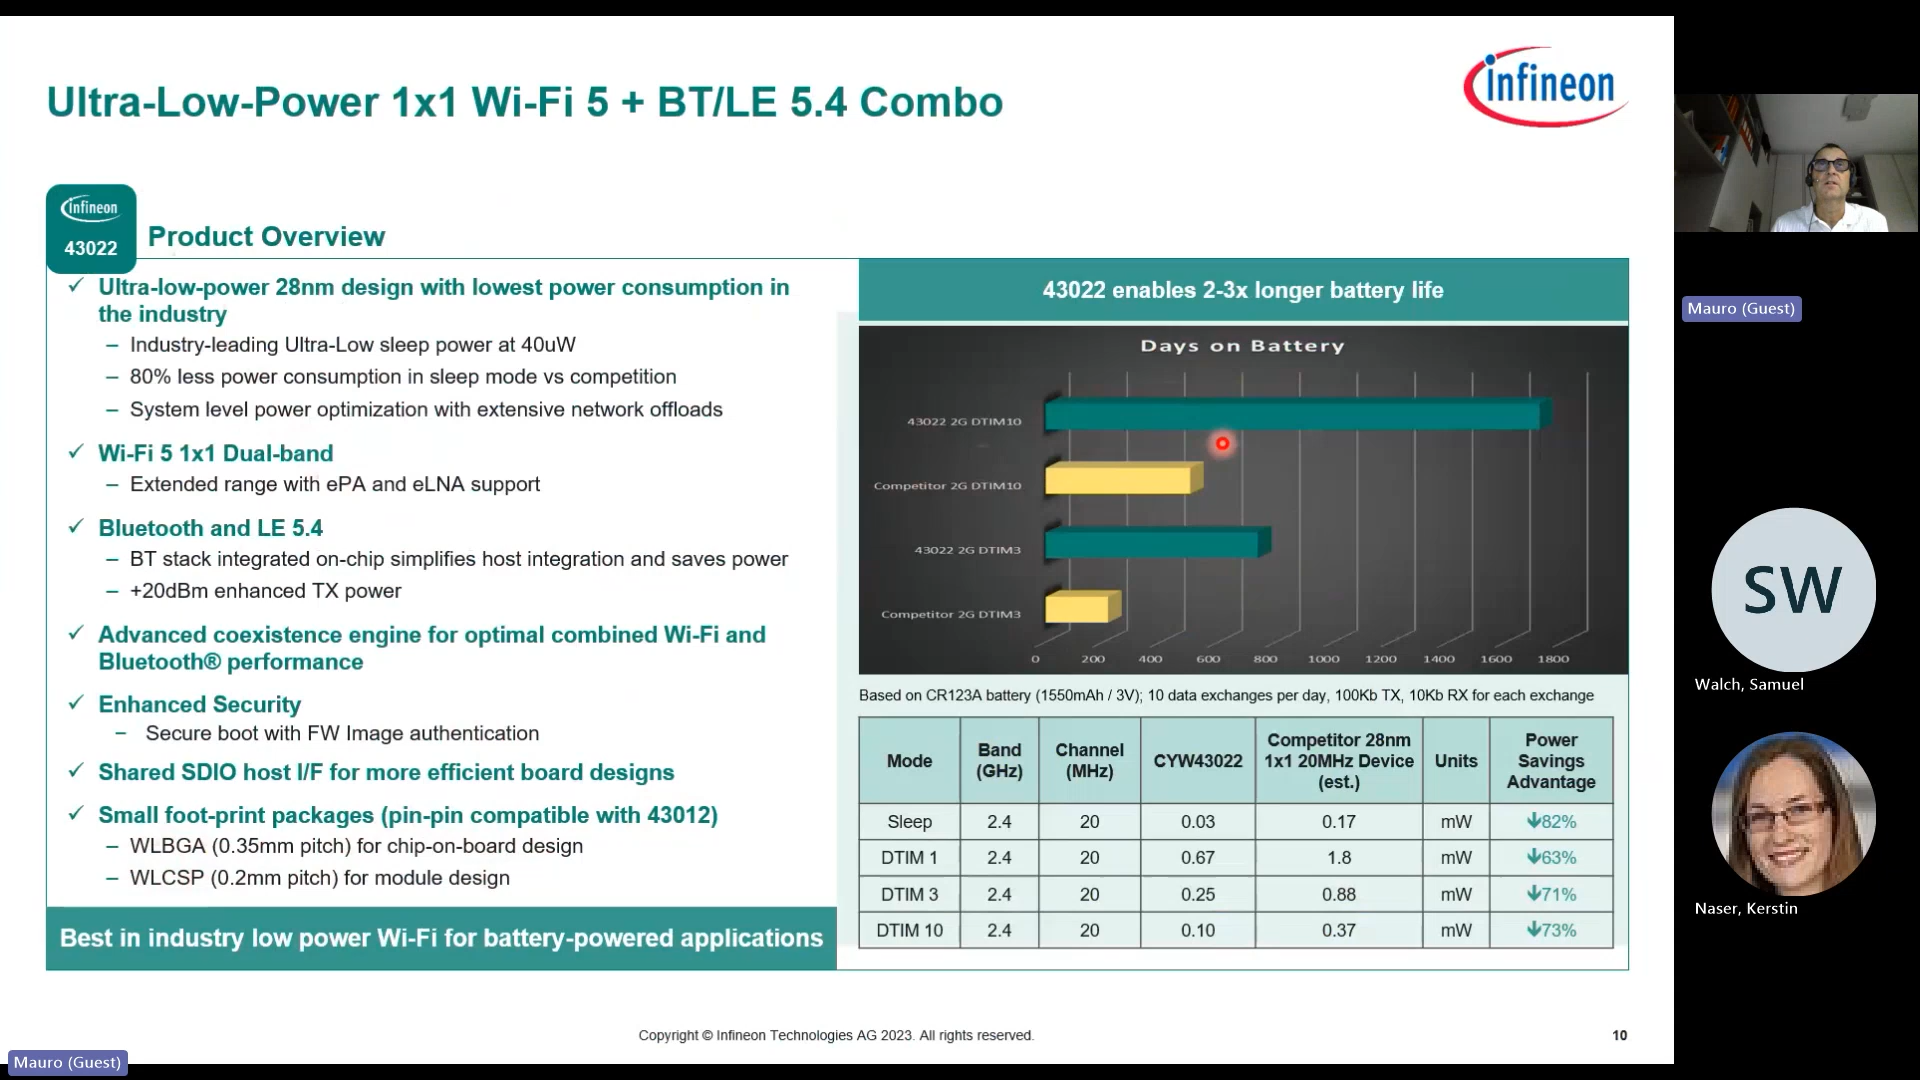 Ultra-Low-Power 1x1 Wi-Fi 5 + BT/LE 5.4 Combo
infineon
infineon
43022
Product Overview
✓ Ultra-low-power 28nm design with lowest power consumption in
the industry
– Industry-leading Ultra-Low sleep power at 40uW
– 80% less power consumption in sleep mode vs competition
– System level power optimization with extensive network offloads
✓ Wi-Fi 5 1x1 Dual-band
– Extended range with ePA and eLNA support
✓ Bluetooth and LE 5.4
– BT stack integrated on-chip simplifies host integration and saves power
– +20dBm enhanced TX power
✓ Advanced coexistence engine for optimal combined Wi-Fi and
Bluetooth® performance
✓ Enhanced Security
– Secure boot with FW Image authentication
✓ Shared SDIO host I/F for more efficient board designs
✓ Small foot-print packages (pin-pin compatible with 43012)
– WLBGA (0.35mm pitch) for chip-on-board design
– WLCSP (0.2mm pitch) for module design
Best in industry low power Wi-Fi for battery-powered applications
43022 enables 2-3x longer battery life
Days on Battery
43022 2G DTIM10
Competitor 2G DTIM10
43022 2G DTIM3
Competitor 2G DTIM3
0 200 400 600 800 1000 1200 1400 1600 1800
Based on CR123A battery (1550mAh / 3V); 10 data exchanges per day, 100Kb TX, 10Kb RX for each exchange
Mode Band (GHz) Channel (MHz) CYW43022 Competitor 28nm 1x1 20MHz Device (est.) Units Power Savings Advantage
Sleep 2.4 20 0.03 0.17 mW ↓82%
DTIM 1 2.4 20 0.67 1.8 mW ↓63%
DTIM 3 2.4 20 0.25 0.88 mW ↓71%
DTIM 10 2.4 20 0.10 0.37 mW ↓73%
Copyright © Infineon Technologies AG 2023. All rights reserved.
10
Mauro (Guest)
Mauro (Guest)
SW
Walch, Samuel
Naser, Kerstin